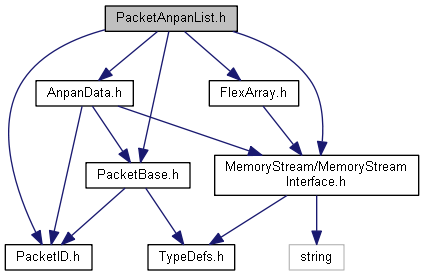 PacketAnpanList.h
AnpanData.h
FlexArray.h
PacketBase.h
MemoryStream/MemoryStream
Interface.h
PacketID.h
TypeDefs.h
string